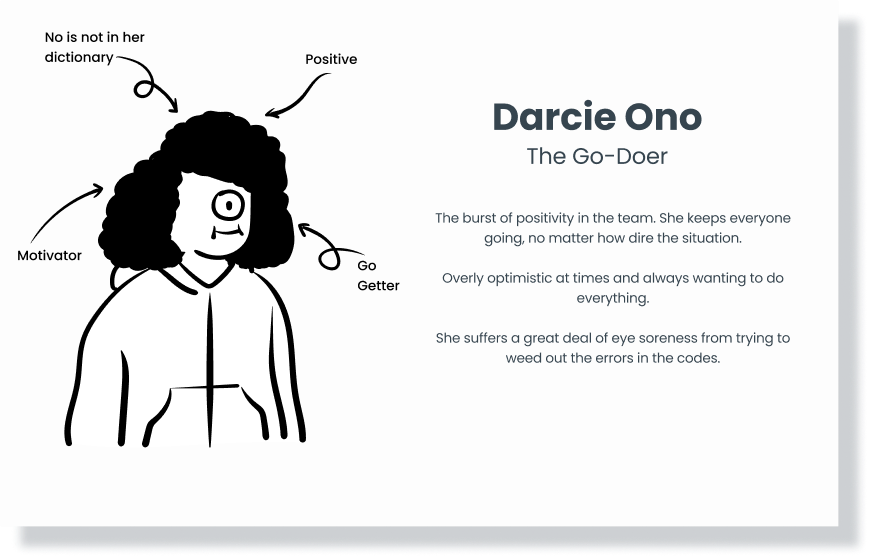 No is not in her
dictionary
Positive
Motivator
Go
Getter
Darcie Ono
The Go-Doer
The burst of positivity in the team. She keeps everyone
going, no matter how dire the situation.
Overly optimistic at times and always wanting to do
everything.
She suffers a great deal of eye soreness from trying to
weed out the errors in the codes.